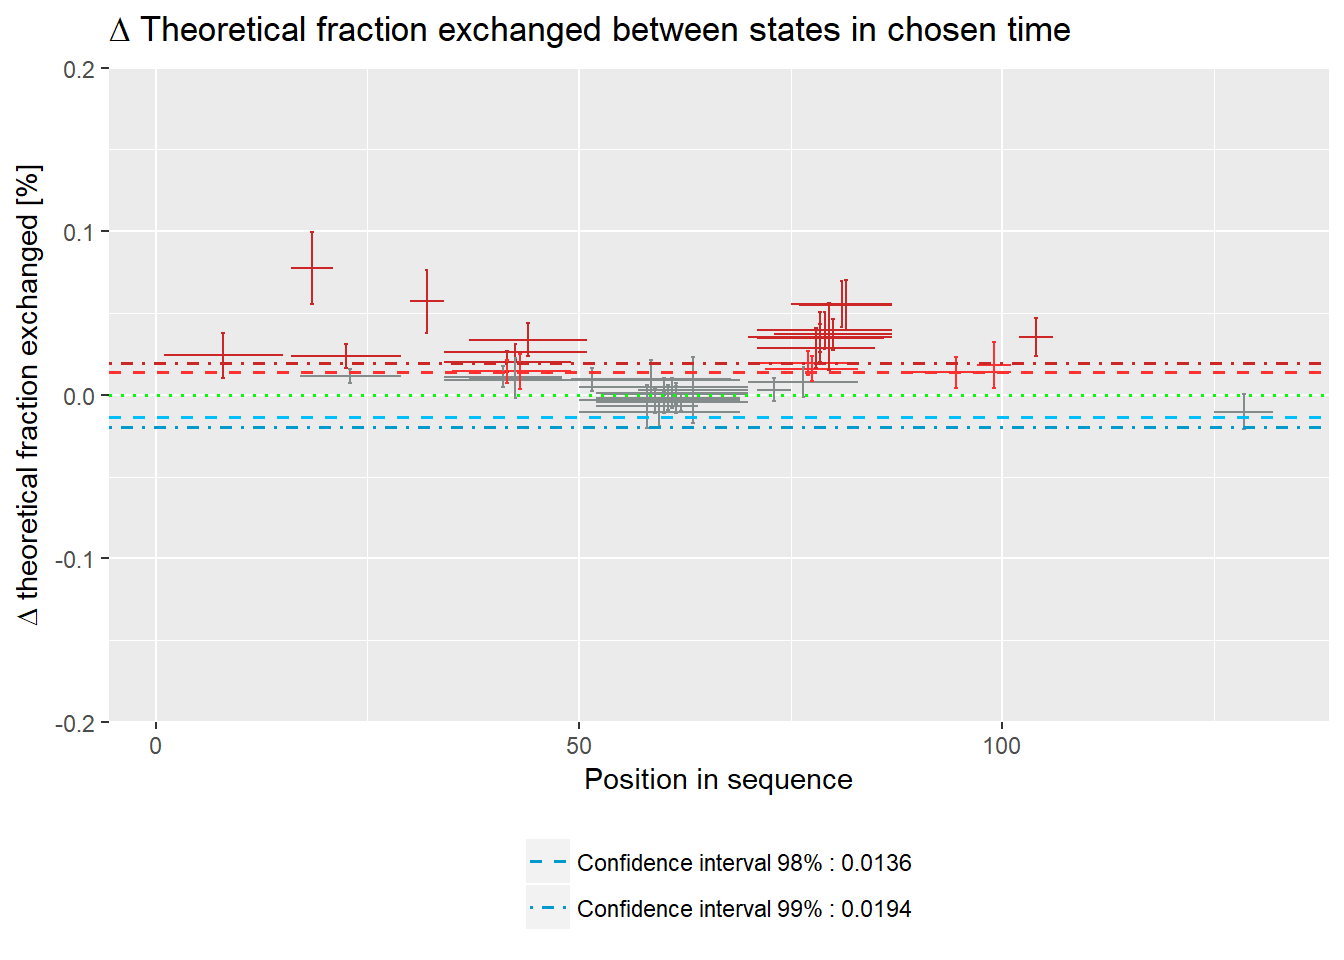 Δ Theoretical fraction exchanged between states in chosen time
Δ theoretical fraction exchanged [%]
0.2
0.1
0.0
-0.1
-0.2
0
50
100
Position in sequence
Confidence interval 98% : 0.0136
Confidence interval 99% : 0.0194